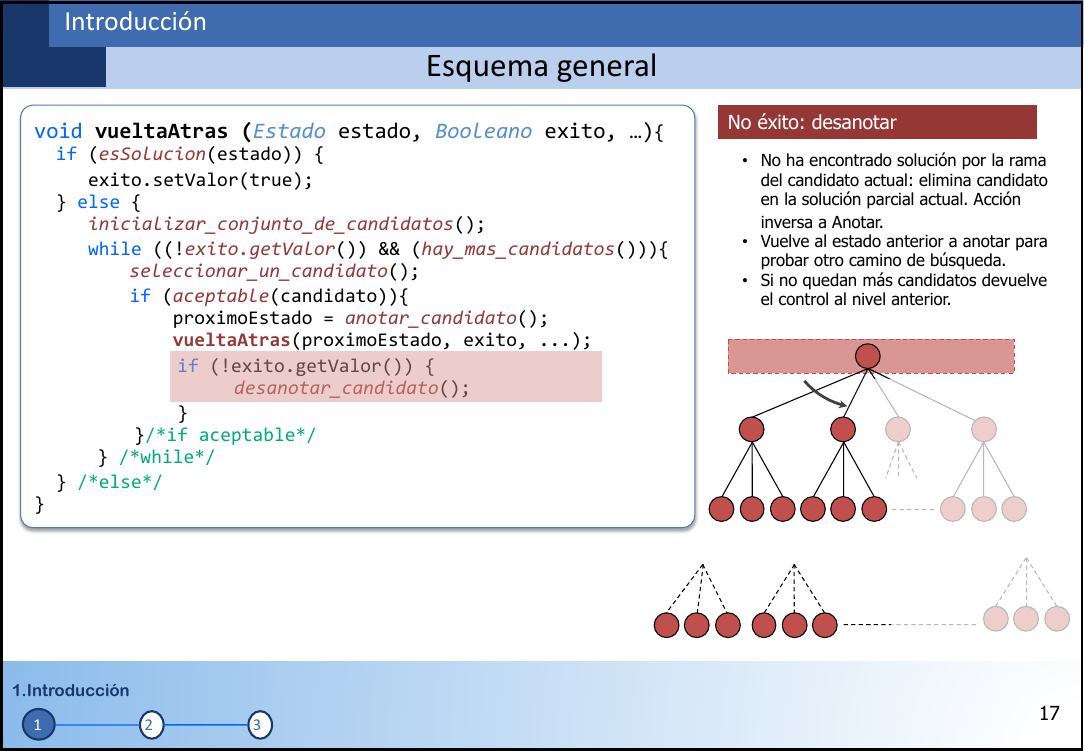 Introducción
Esquema general
void vueltaAtras (Estado estado, Booleano exito, …){
if (esSolucion(estado)) {
exito.setValor(true);
} else {
inicializar_conjunto_de_candidatos();
while ((!exito.getValor()) && (hay_mas_candidatos())){
seleccionar_un_candidato();
if (aceptable(candidato)){
proximoEstado = anotar_candidato();
vueltaAtras(proximoEstado, exito, ...);
if (!exito.getValor()) {
desanotar_candidato();
}
}/*if aceptable*/
} /*while*/
} /*else*/
}
No éxito: desanotar
• No ha encontrado solución por la rama
del candidato actual: elimina candidato
en la solución parcial actual. Acción
inversa a Anotar.
• Vuelve al estado anterior a anotar para
probar otro camino de búsqueda.
• Si no quedan más candidatos devuelve
el control al nivel anterior.
1.Introducción
1
2
3
17